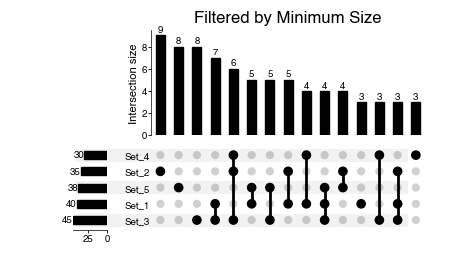 Filtered by Minimum Size
9
8 8
7
6
5 5 5
4 4 4
3 3 3 3
Intersection size
8
6
4
2
0
30 Set_4
35 Set_2
38 Set_5
40 Set_1
45 Set_3
25 0